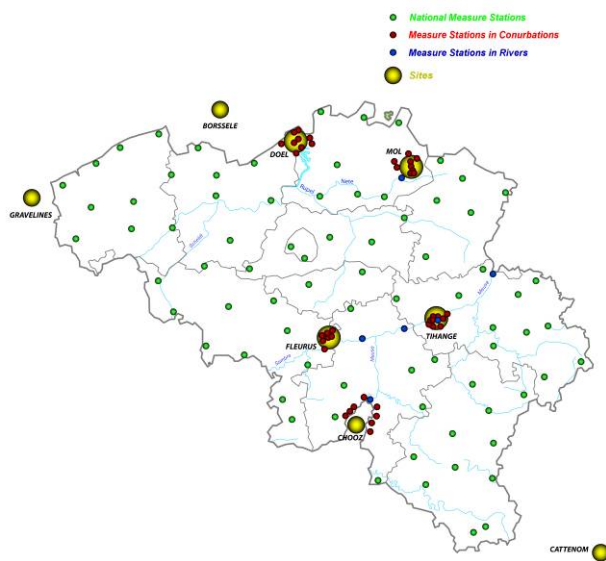 National Measure Stations
Measure Stations in Conurbations
Measure Stations in Rivers
Sites
BORSSELE
DOEL
MOL
GRAVELINES
Rupel
Nete
Scheldt
Meuse
FLEURUS
TIHANGE
Sambre
Meuse
CHOOZ
CATTENOM